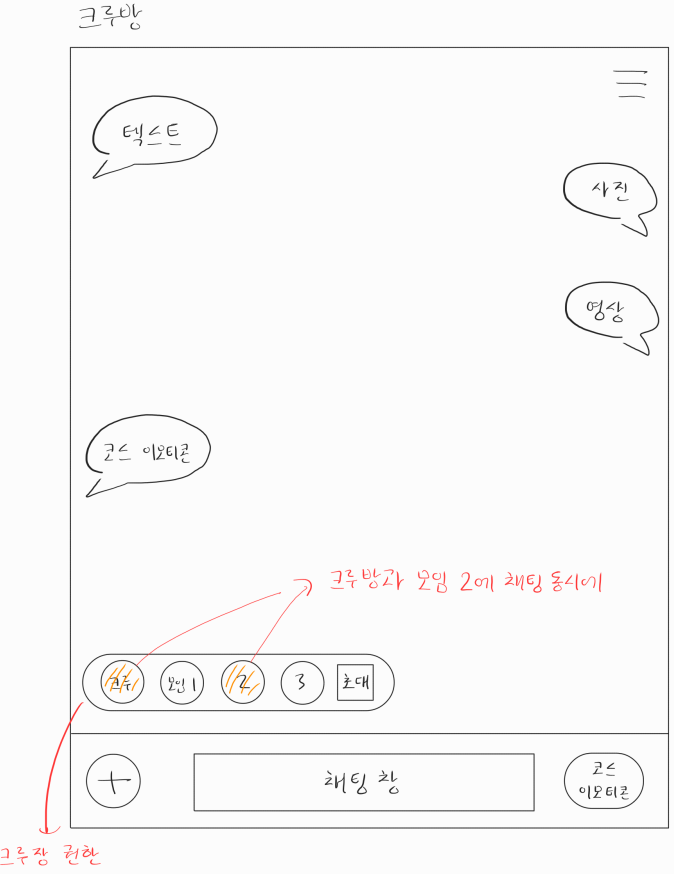 크루방
텍스트
사진
영상
코스 이모티콘
크루방과 모임 2에 채팅 동시에
크루 모임 1 2 3 초대
채팅 창
코스
이모티콘
크루장 권한